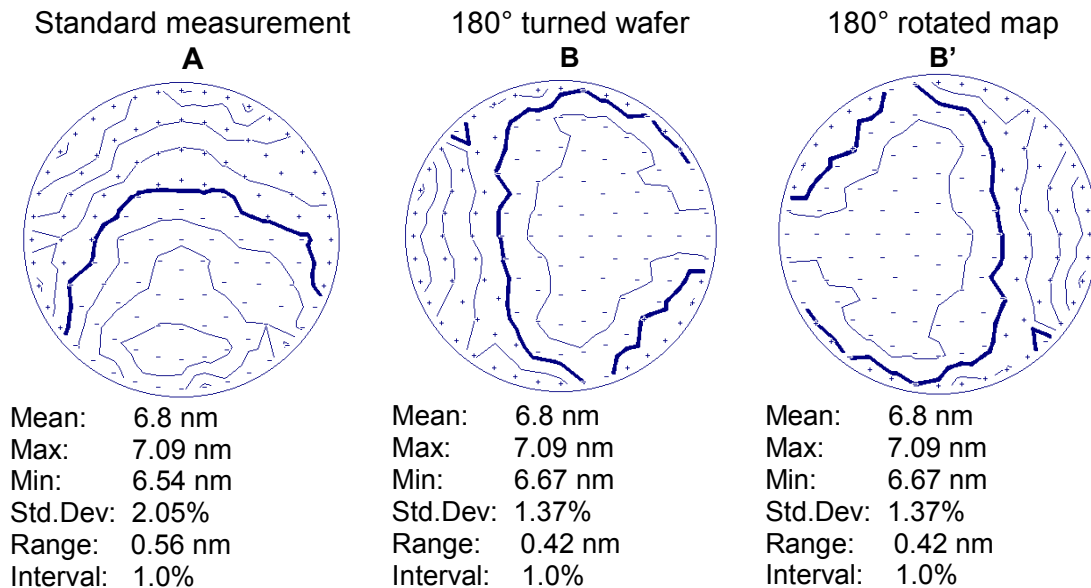 Standard measurement
A
180° turned wafer
B
180° rotated map
B’
Mean: 6.8 nm
Max: 7.09 nm
Min: 6.54 nm
Std.Dev: 2.05%
Range: 0.56 nm
Interval: 1.0%
Mean: 6.8 nm
Max: 7.09 nm
Min: 6.67 nm
Std.Dev: 1.37%
Range: 0.42 nm
Interval: 1.0%
Mean: 6.8 nm
Max: 7.09 nm
Min: 6.67 nm
Std.Dev: 1.37%
Range: 0.42 nm
Interval: 1.0%